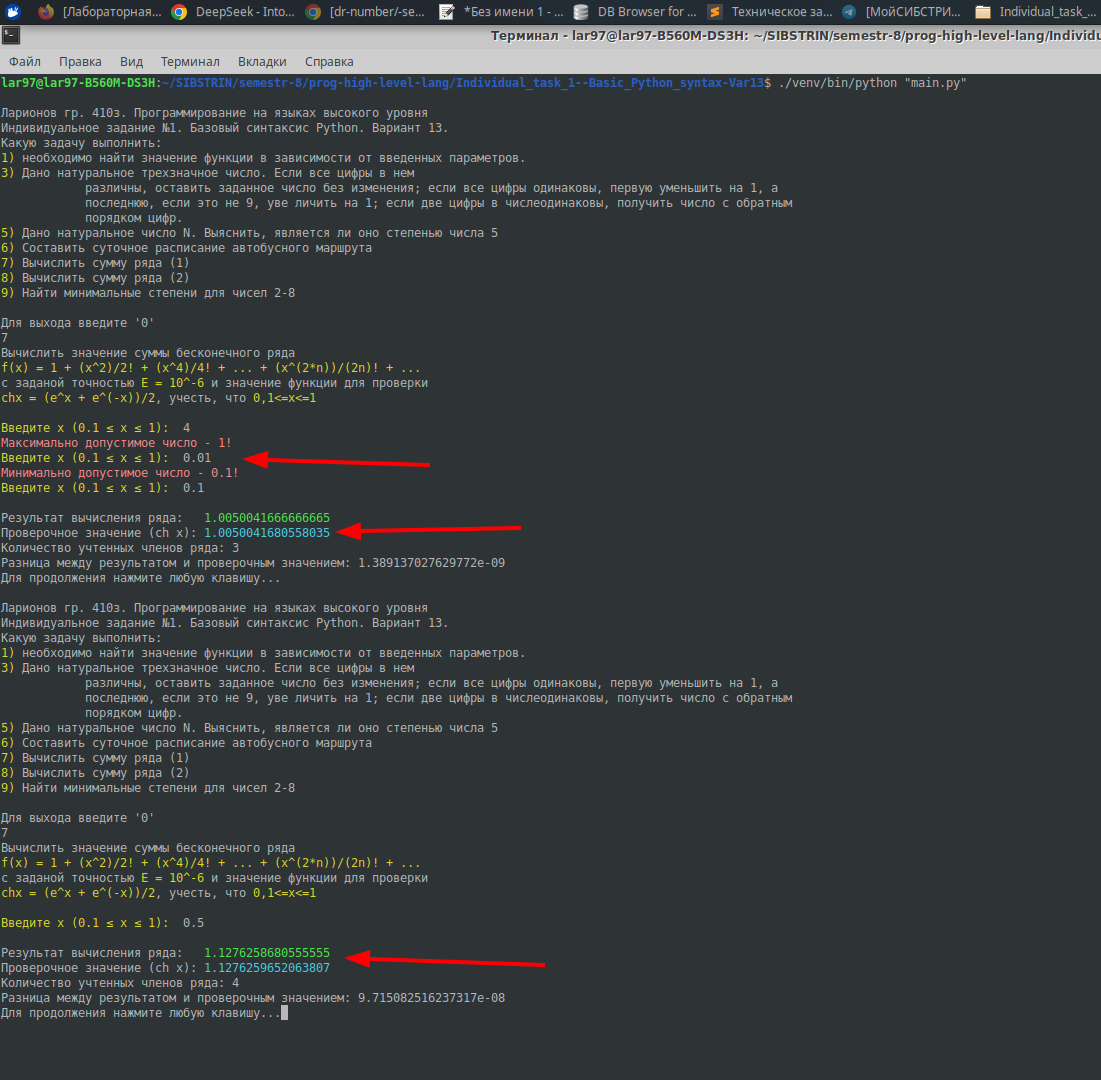 [Лабораторная...
DeepSeek - Into...
[dr-number/-se...
*Без имени 1 - ...
DB Browser for ...
Техническое за...
[МойСИБСТРИ...
Individual_task_...
Терминал - lar97@lar97-B560M-DS3H: ~/SIBSTRIN/semestr-8/prog-high-level-lang/Individu
Файл Правка Вид Терминал Вкладки Справка
lar97@lar97-B560M-DS3H:~/SIBSTRIN/semestr-8/prog-high-level-lang/Individual_task_1--Basic_Python_syntax-Var13$ ./venv/bin/python "main.py"
Ларионов гр. 410з. Программирование на языках высокого уровня
Индивидуальное задание №1. Базовый синтаксис Python. Вариант 13.
Какую задачу выполнить:
1) необходимо найти значение функции в зависимости от введенных параметров.
3) Дано натуральное трехзначное число. Если все цифры в нем
различны, оставить заданное число без изменения; если все цифры одинаковы, первую уменьшить на 1, а
последнюю, если это не 9, уве личить на 1; если две цифры в числеодинаковы, получить число с обратным
порядком цифр.
5) Дано натуральное число N. Выяснить, является ли оно степенью числа 5
6) Составить суточное расписание автобусного маршрута
7) Вычислить сумму ряда (1)
8) Вычислить сумму ряда (2)
9) Найти минимальные степени для чисел 2-8
Для выхода введите '0'
7
Вычислить значение суммы бесконечного ряда
f(x) = 1 + (x^2)/2! + (x^4)/4! + ... + (x^(2*n))/(2n)! + ...
с заданой точностью E = 10^-6 и значение функции для проверки
chx = (e^x + e^(-x))/2, учесть, что 0,1<=x<=1
Введите x (0.1 ≤ x ≤ 1):  4
Максимально допустимое число - 1!
Введите x (0.1 ≤ x ≤ 1):  0.01
Минимально допустимое число - 0.1!
Введите x (0.1 ≤ x ≤ 1):  0.1
Результат вычисления ряда:   1.0050041666666665
Проверочное значение (ch x): 1.0050041680558035
Количество учтенных членов ряда: 3
Разница между результатом и проверочным значением: 1.389137027629772e-09
Для продолжения нажмите любую клавишу...
Ларионов гр. 410з. Программирование на языках высокого уровня
Индивидуальное задание №1. Базовый синтаксис Python. Вариант 13.
Какую задачу выполнить:
1) необходимо найти значение функции в зависимости от введенных параметров.
3) Дано натуральное трехзначное число. Если все цифры в нем
различны, оставить заданное число без изменения; если все цифры одинаковы, первую уменьшить на 1, а
последнюю, если это не 9, уве личить на 1; если две цифры в числеодинаковы, получить число с обратным
порядком цифр.
5) Дано натуральное число N. Выяснить, является ли оно степенью числа 5
6) Составить суточное расписание автобусного маршрута
7) Вычислить сумму ряда (1)
8) Вычислить сумму ряда (2)
9) Найти минимальные степени для чисел 2-8
Для выхода введите '0'
7
Вычислить значение суммы бесконечного ряда
f(x) = 1 + (x^2)/2! + (x^4)/4! + ... + (x^(2*n))/(2n)! + ...
с заданой точностью E = 10^-6 и значение функции для проверки
chx = (e^x + e^(-x))/2, учесть, что 0,1<=x<=1
Введите x (0.1 ≤ x ≤ 1):  0.5
Результат вычисления ряда:   1.1276258680555555
Проверочное значение (ch x): 1.1276259652063807
Количество учтенных членов ряда: 4
Разница между результатом и проверочным значением: 9.715082516237317e-08
Для продолжения нажмите любую клавишу...